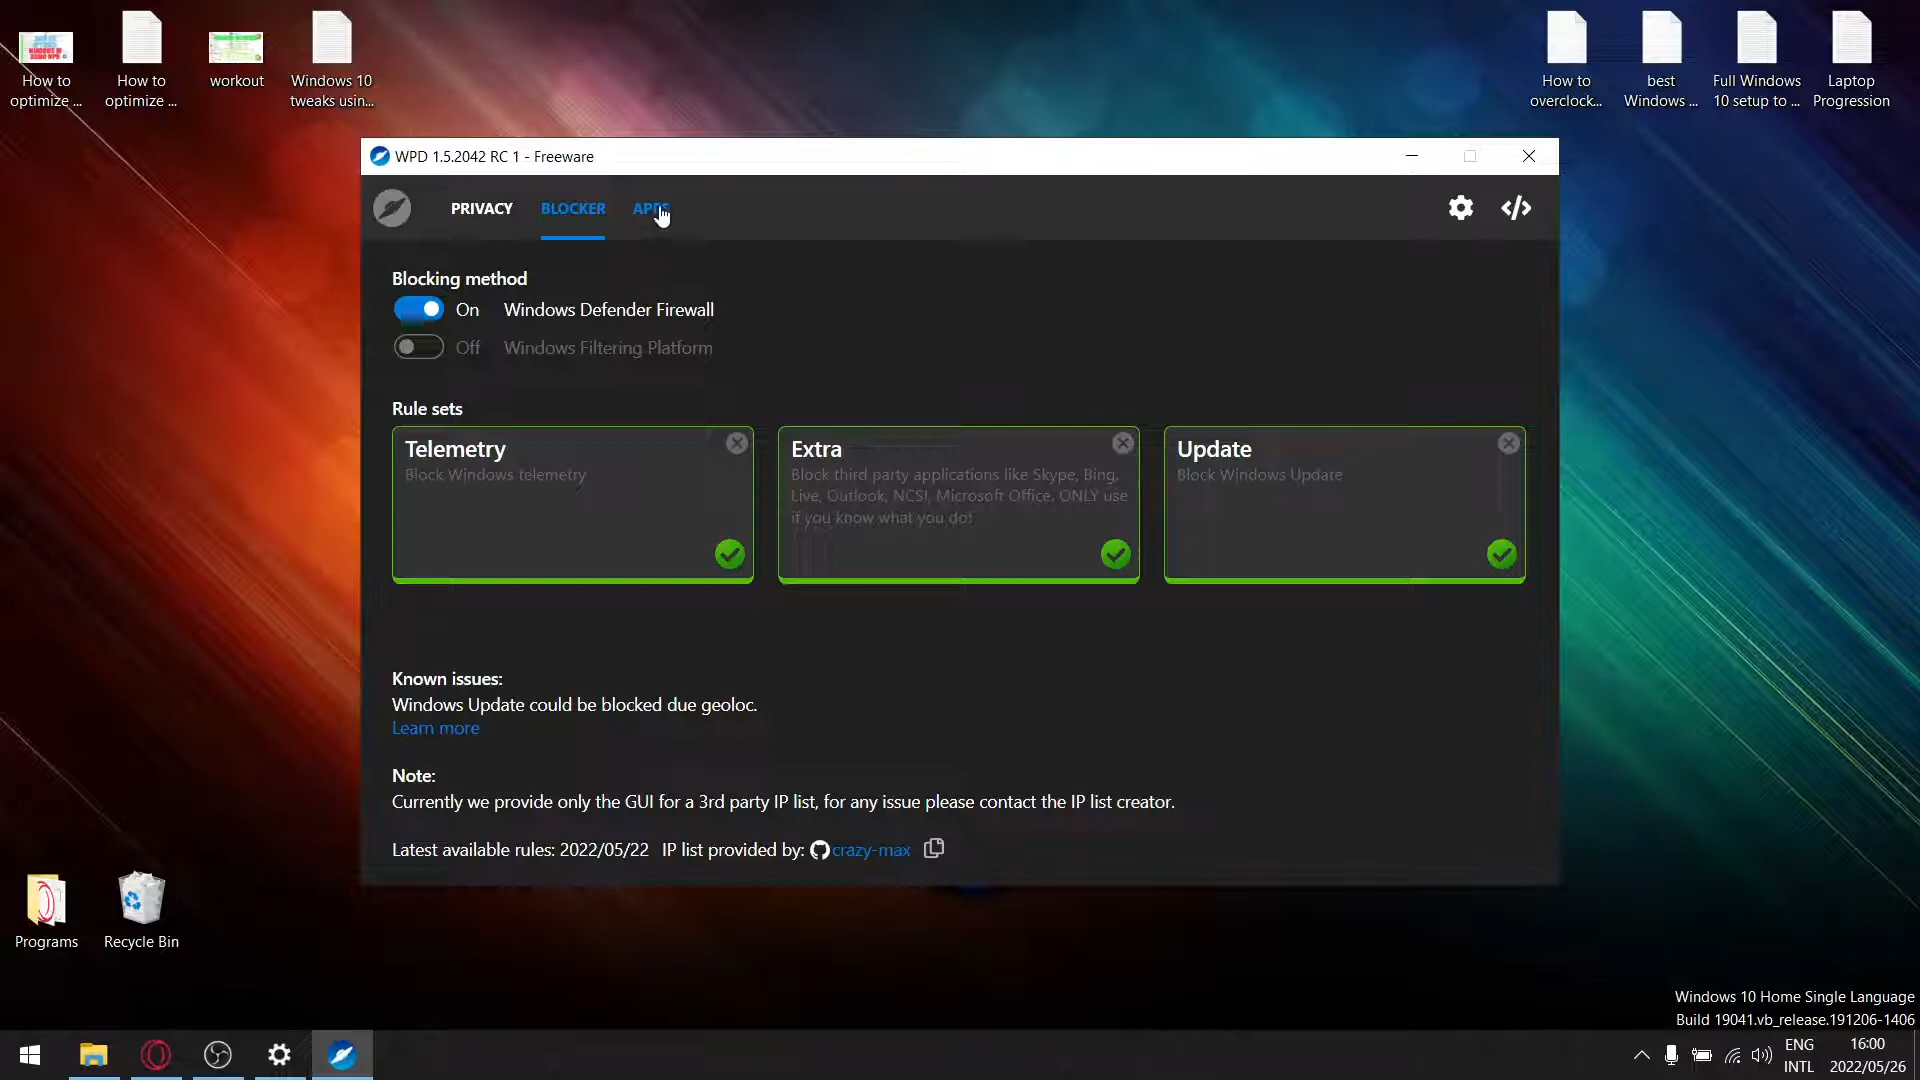 How to
optimize ...
How to
optimize ...
workout
Windows 10
tweaks usin...
How to
overclock...
best
Windows ...
Full Windows
10 setup to ...
Laptop
Progression
WPD 1.5.2042 RC 1 - Freeware
PRIVACY
BLOCKER
APPS
Blocking method
On Windows Defender Firewall
Off Windows Filtering Platform
Rule sets
Telemetry
Block Windows telemetry
Extra
Block third party applications like Skype, Bing,
Live, Outlook, NCSI, Microsoft Office, ONLY use
if you know what you do!
Update
Block Windows Update
Known issues:
Windows Update could be blocked due geoloc.
Learn more
Note:
Currently we provide only the GUI for a 3rd party IP list, for any issue please contact the IP list creator.
Latest available rules: 2022/05/22 IP list provided by: crazy-max
Programs
Recycle Bin
Windows 10 Home Single Language
Build 19041.vb_release.191206-1406
ENG
INTL
16:00
2022/05/26